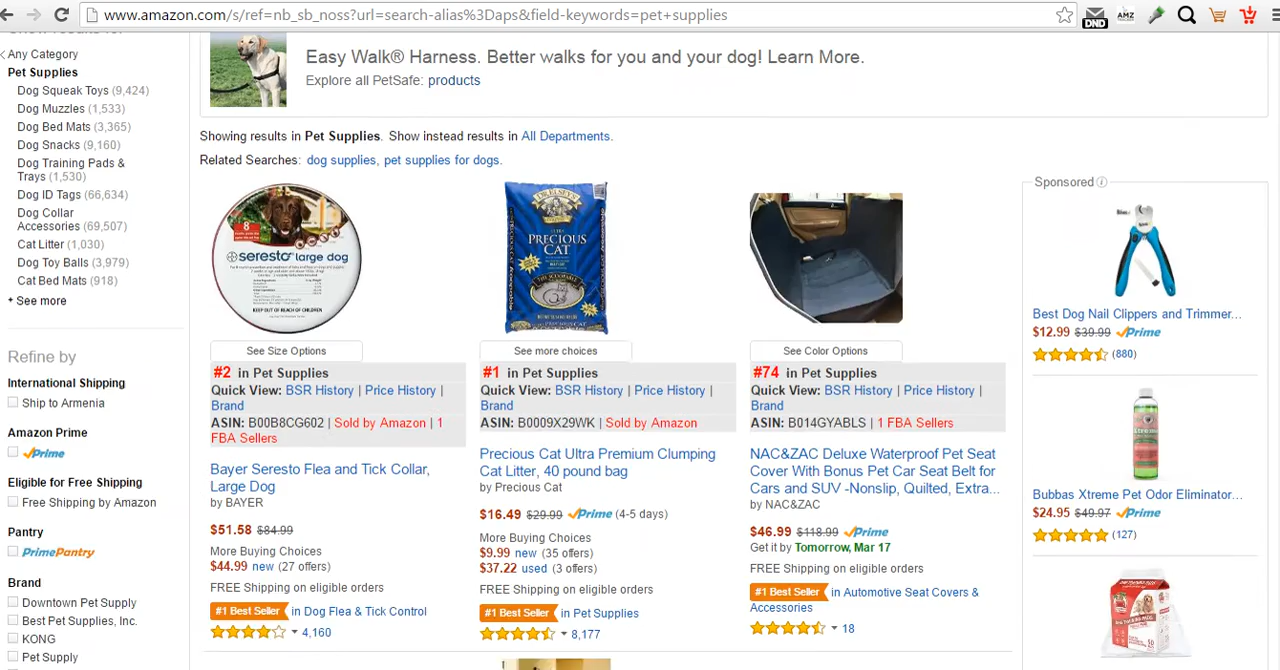 www.amazon.com/s/ref=nb_sb_noss?url=search-alias%3Daps&field-keywords=pet+supplies
DND
AMZ
Any Category
Pet Supplies
Dog Squeak Toys (9,424)
Dog Muzzles (1,533)
Dog Bed Mats (3,365)
Dog Snacks (9,160)
Dog Training Pads &
Trays (1,530)
Dog ID Tags (66,634)
Dog Collar
Accessories (69,507)
Cat Litter (1,030)
Dog Toy Balls (3,979)
Cat Bed Mats (918)
+ See more
Refine by
International Shipping
Ship to Armenia
Amazon Prime
Prime
Eligible for Free Shipping
Free Shipping by Amazon
Pantry
PrimePantry
Brand
Downtown Pet Supply
Best Pet Supplies, Inc.
KONG
Pet Supply
Easy Walk® Harness. Better walks for you and your dog! Learn More.
Explore all PetSafe: products
Showing results in Pet Supplies. Show instead results in All Departments.
Related Searches: dog supplies, pet supplies for dogs.
8
seresto large dog
KEEP OUT OF REACH OF CHILDREN
See Size Options
#2 in Pet Supplies
Quick View: BSR History | Price History |
Brand
ASIN: B00B8CG602 | Sold by Amazon | 1
FBA Sellers
Bayer Seresto Flea and Tick Collar,
Large Dog
by BAYER
$51.58 $84.99
More Buying Choices
$44.99 new (27 offers)
FREE Shipping on eligible orders
#1 Best Seller in Dog Flea & Tick Control
4,160
DR. ELSEY'S
ULTRA
PRECIOUS
CAT
See more choices
#1 in Pet Supplies
Quick View: BSR History | Price History |
Brand
ASIN: B0009X29WK | Sold by Amazon
Precious Cat Ultra Premium Clumping
Cat Litter, 40 pound bag
by Precious Cat
$16.49 $29.99 Prime (4-5 days)
More Buying Choices
$9.99 new (35 offers)
$37.22 used (3 offers)
FREE Shipping on eligible orders
#1 Best Seller in Pet Supplies
8,177
See Color Options
#74 in Pet Supplies
Quick View: BSR History | Price History |
Brand
ASIN: B014GYABLS | 1 FBA Sellers
NAC&ZAC Deluxe Waterproof Pet Seat
Cover With Bonus Pet Car Seat Belt for
Cars and SUV -Nonslip, Quilted, Extra...
by NAC&ZAC
$46.99 $118.99 Prime
Get it by Tomorrow, Mar 17
FREE Shipping on eligible orders
#1 Best Seller in Automotive Seat Covers &
Accessories
18
Sponsored
Best Dog Nail Clippers and Trimmer...
$12.99 $39.99 Prime
(880)
Bubbas Xtreme Pet Odor Eliminator...
$24.95 $49.97 Prime
(127)